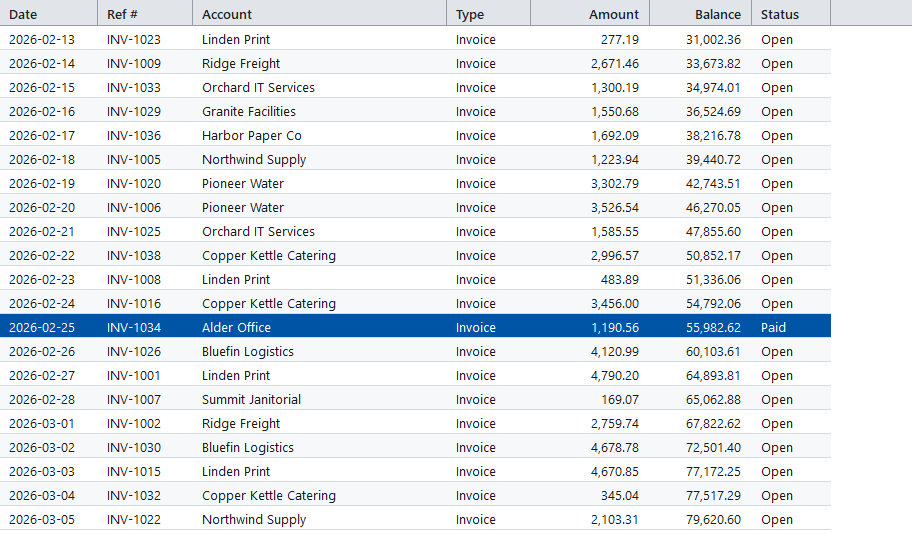 Date Ref # Account Type Amount Balance Status
2026-02-13 INV-1023 Linden Print Invoice 277.19 31,002.36 Open
2026-02-14 INV-1009 Ridge Freight Invoice 2,671.46 33,673.82 Open
2026-02-15 INV-1033 Orchard IT Services Invoice 1,300.19 34,974.01 Open
2026-02-16 INV-1029 Granite Facilities Invoice 1,550.68 36,524.69 Open
2026-02-17 INV-1036 Harbor Paper Co Invoice 1,692.09 38,216.78 Open
2026-02-18 INV-1005 Northwind Supply Invoice 1,223.94 39,440.72 Open
2026-02-19 INV-1020 Pioneer Water Invoice 3,302.79 42,743.51 Open
2026-02-20 INV-1006 Pioneer Water Invoice 3,526.54 46,270.05 Open
2026-02-21 INV-1025 Orchard IT Services Invoice 1,585.55 47,855.60 Open
2026-02-22 INV-1038 Copper Kettle Catering Invoice 2,996.57 50,852.17 Open
2026-02-23 INV-1008 Linden Print Invoice 483.89 51,336.06 Open
2026-02-24 INV-1016 Copper Kettle Catering Invoice 3,456.00 54,792.06 Open
2026-02-25 INV-1034 Alder Office Invoice 1,190.56 55,982.62 Paid
2026-02-26 INV-1026 Bluefin Logistics Invoice 4,120.99 60,103.61 Open
2026-02-27 INV-1001 Linden Print Invoice 4,790.20 64,893.81 Open
2026-02-28 INV-1007 Summit Janitorial Invoice 169.07 65,062.88 Open
2026-03-01 INV-1002 Ridge Freight Invoice 2,759.74 67,822.62 Open
2026-03-02 INV-1030 Bluefin Logistics Invoice 4,678.78 72,501.40 Open
2026-03-03 INV-1015 Linden Print Invoice 4,670.85 77,172.25 Open
2026-03-04 INV-1032 Copper Kettle Catering Invoice 345.04 77,517.29 Open
2026-03-05 INV-1022 Northwind Supply Invoice 2,103.31 79,620.60 Open